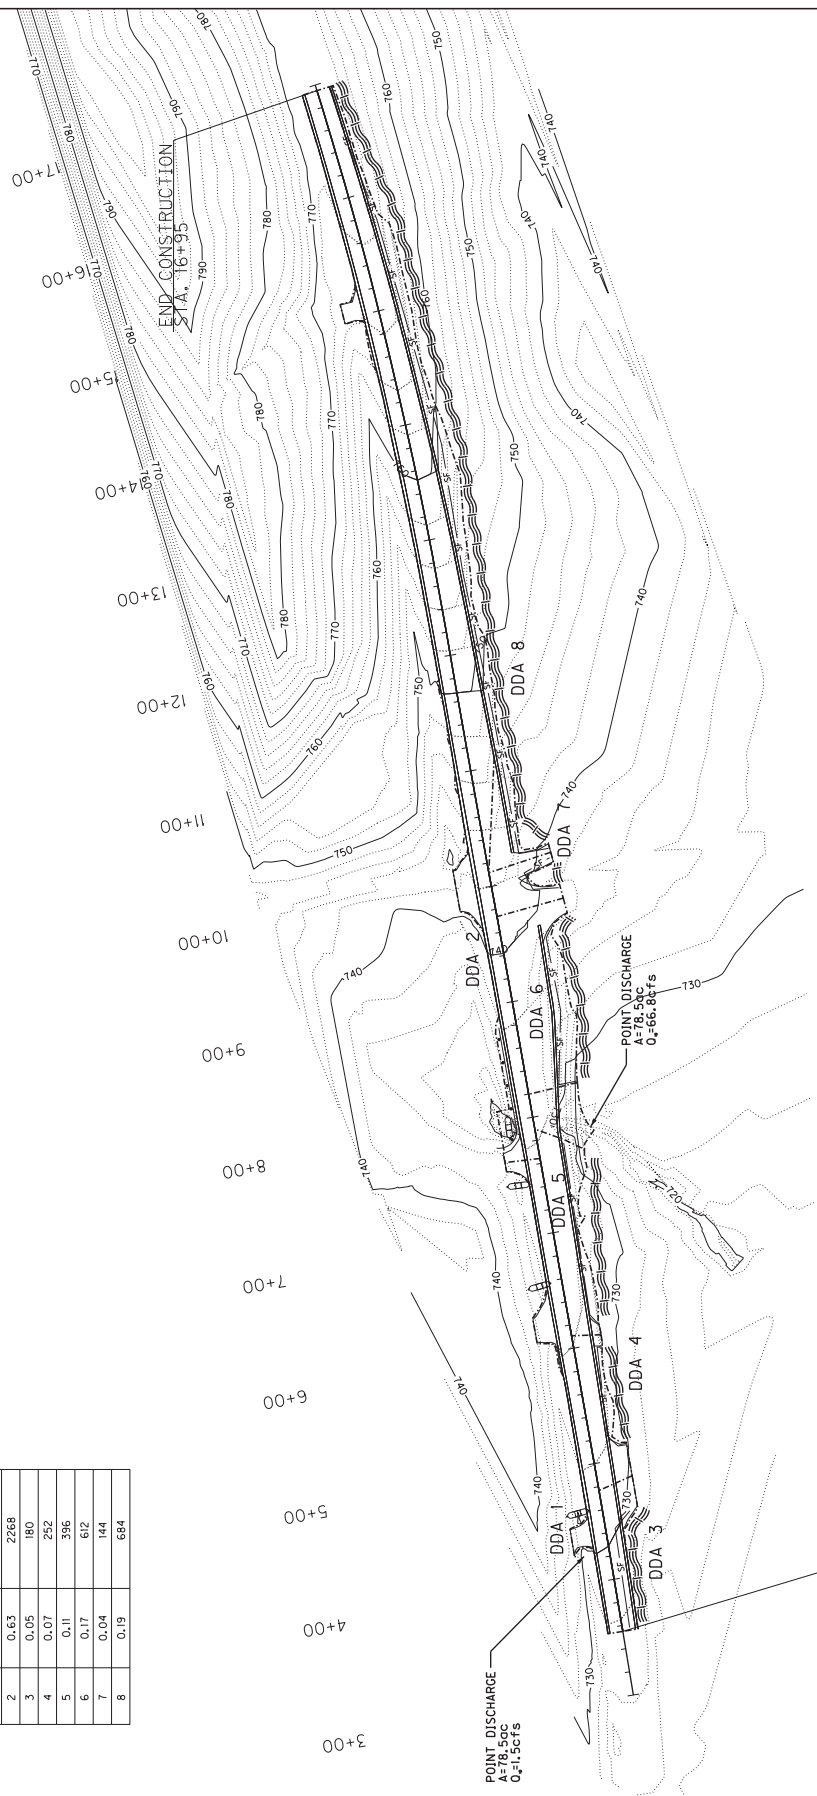 2 0.63 2268
3 0.05 180
4 0.07 252
5 0.11 396
6 0.17 612
7 0.04 144
8 0.19 684
END CONSTRUCTION
STA. 16+95
17+00
16+00
15+00
14+00
13+00
12+00
11+00
10+00
9+00
8+00
7+00
6+00
5+00
4+00
3+00
DDA 8
DDA 7
DDA 2
DDA 6
DDA 5
DDA 4
DDA 1
DDA 3
POINT DISCHARGE
A=78.5ac
Q=66.8cfs
POINT DISCHARGE
A=78.5ac
Q=1.5cfs
770
780
790
760
750
740
730
720
SF